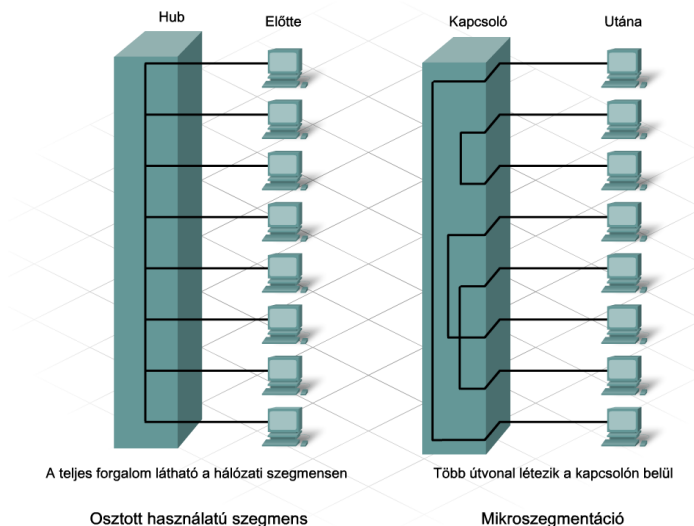 Hub
Előtte
A teljes forgalom látható a hálózati szegmensen
Osztott használatú szegmens
Kapcsoló
Utána
Több útvonal létezik a kapcsolón belül
Mikroszegmentáció